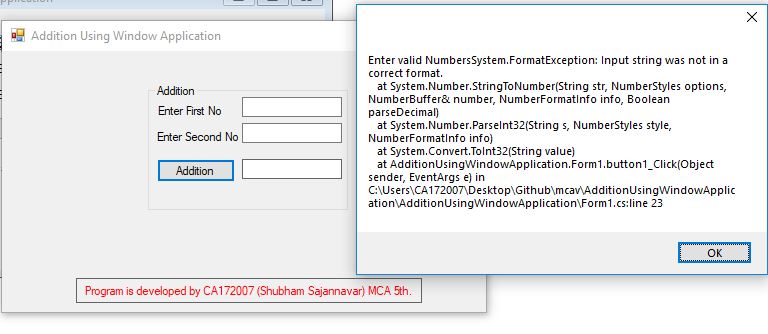 pplication
Addition Using Window Application
Addition
Enter First No
Enter Second No
Addition
Program is developed by CA172007 (Shubham Sajannavar) MCA 5th.
Enter valid NumbersSystem.FormatException: Input string was not in a
correct format.
at System.Number.StringToNumber(String str, NumberStyles options,
NumberBuffer& number, NumberFormatInfo info, Boolean
parseDecimal)
at System.Number.ParseInt32(String s, NumberStyles style,
NumberFormatInfo info)
at System.Convert.ToInt32(String value)
at AdditionUsingWindowApplication.Form1.button1_Click(Object
sender, EventArgs e) in
C:\Users\CA172007\Desktop\Github\mcav\AdditionUsingWindowApplic
ation\AdditionUsingWindowApplication\Form1.cs:line 23
OK